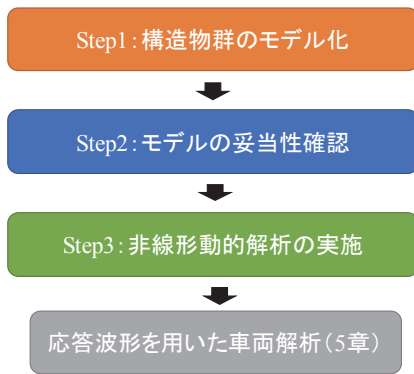 Step1：構造物群のモデル化
Step2：モデルの妥当性確認
Step3：非線形動的解析の実施
応答波形を用いた車両解析（5章）